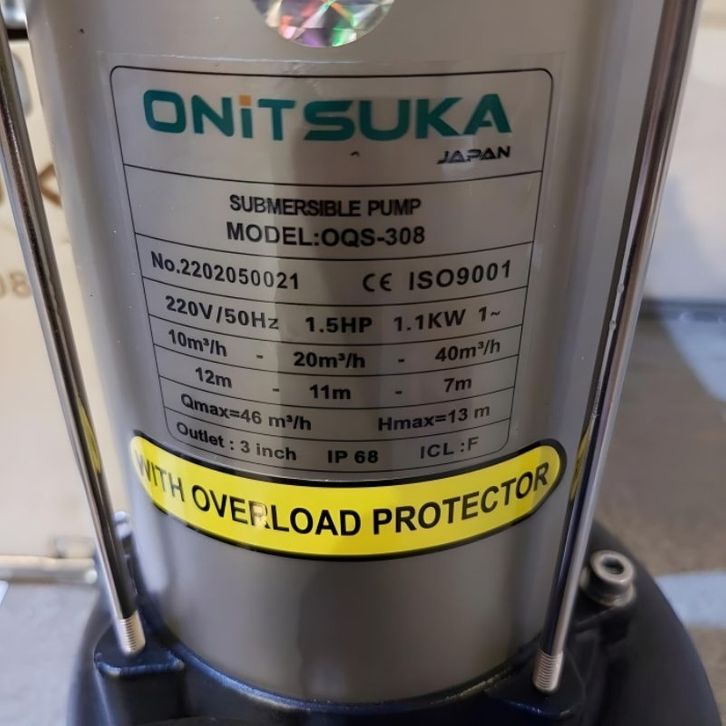 ONiTSUKA
JAPAN
SUBMERSIBLE PUMP
MODEL:OQS-308
No.2202050021 CE ISO9001
220V/50Hz 1.5HP 1.1KW 1~
10m³/h - 20m³/h - 40m³/h
12m - 11m - 7m
Qmax=46 m³/h Hmax=13 m
Outlet : 3 inch IP 68 ICL :F
WITH OVERLOAD PROTECTOR